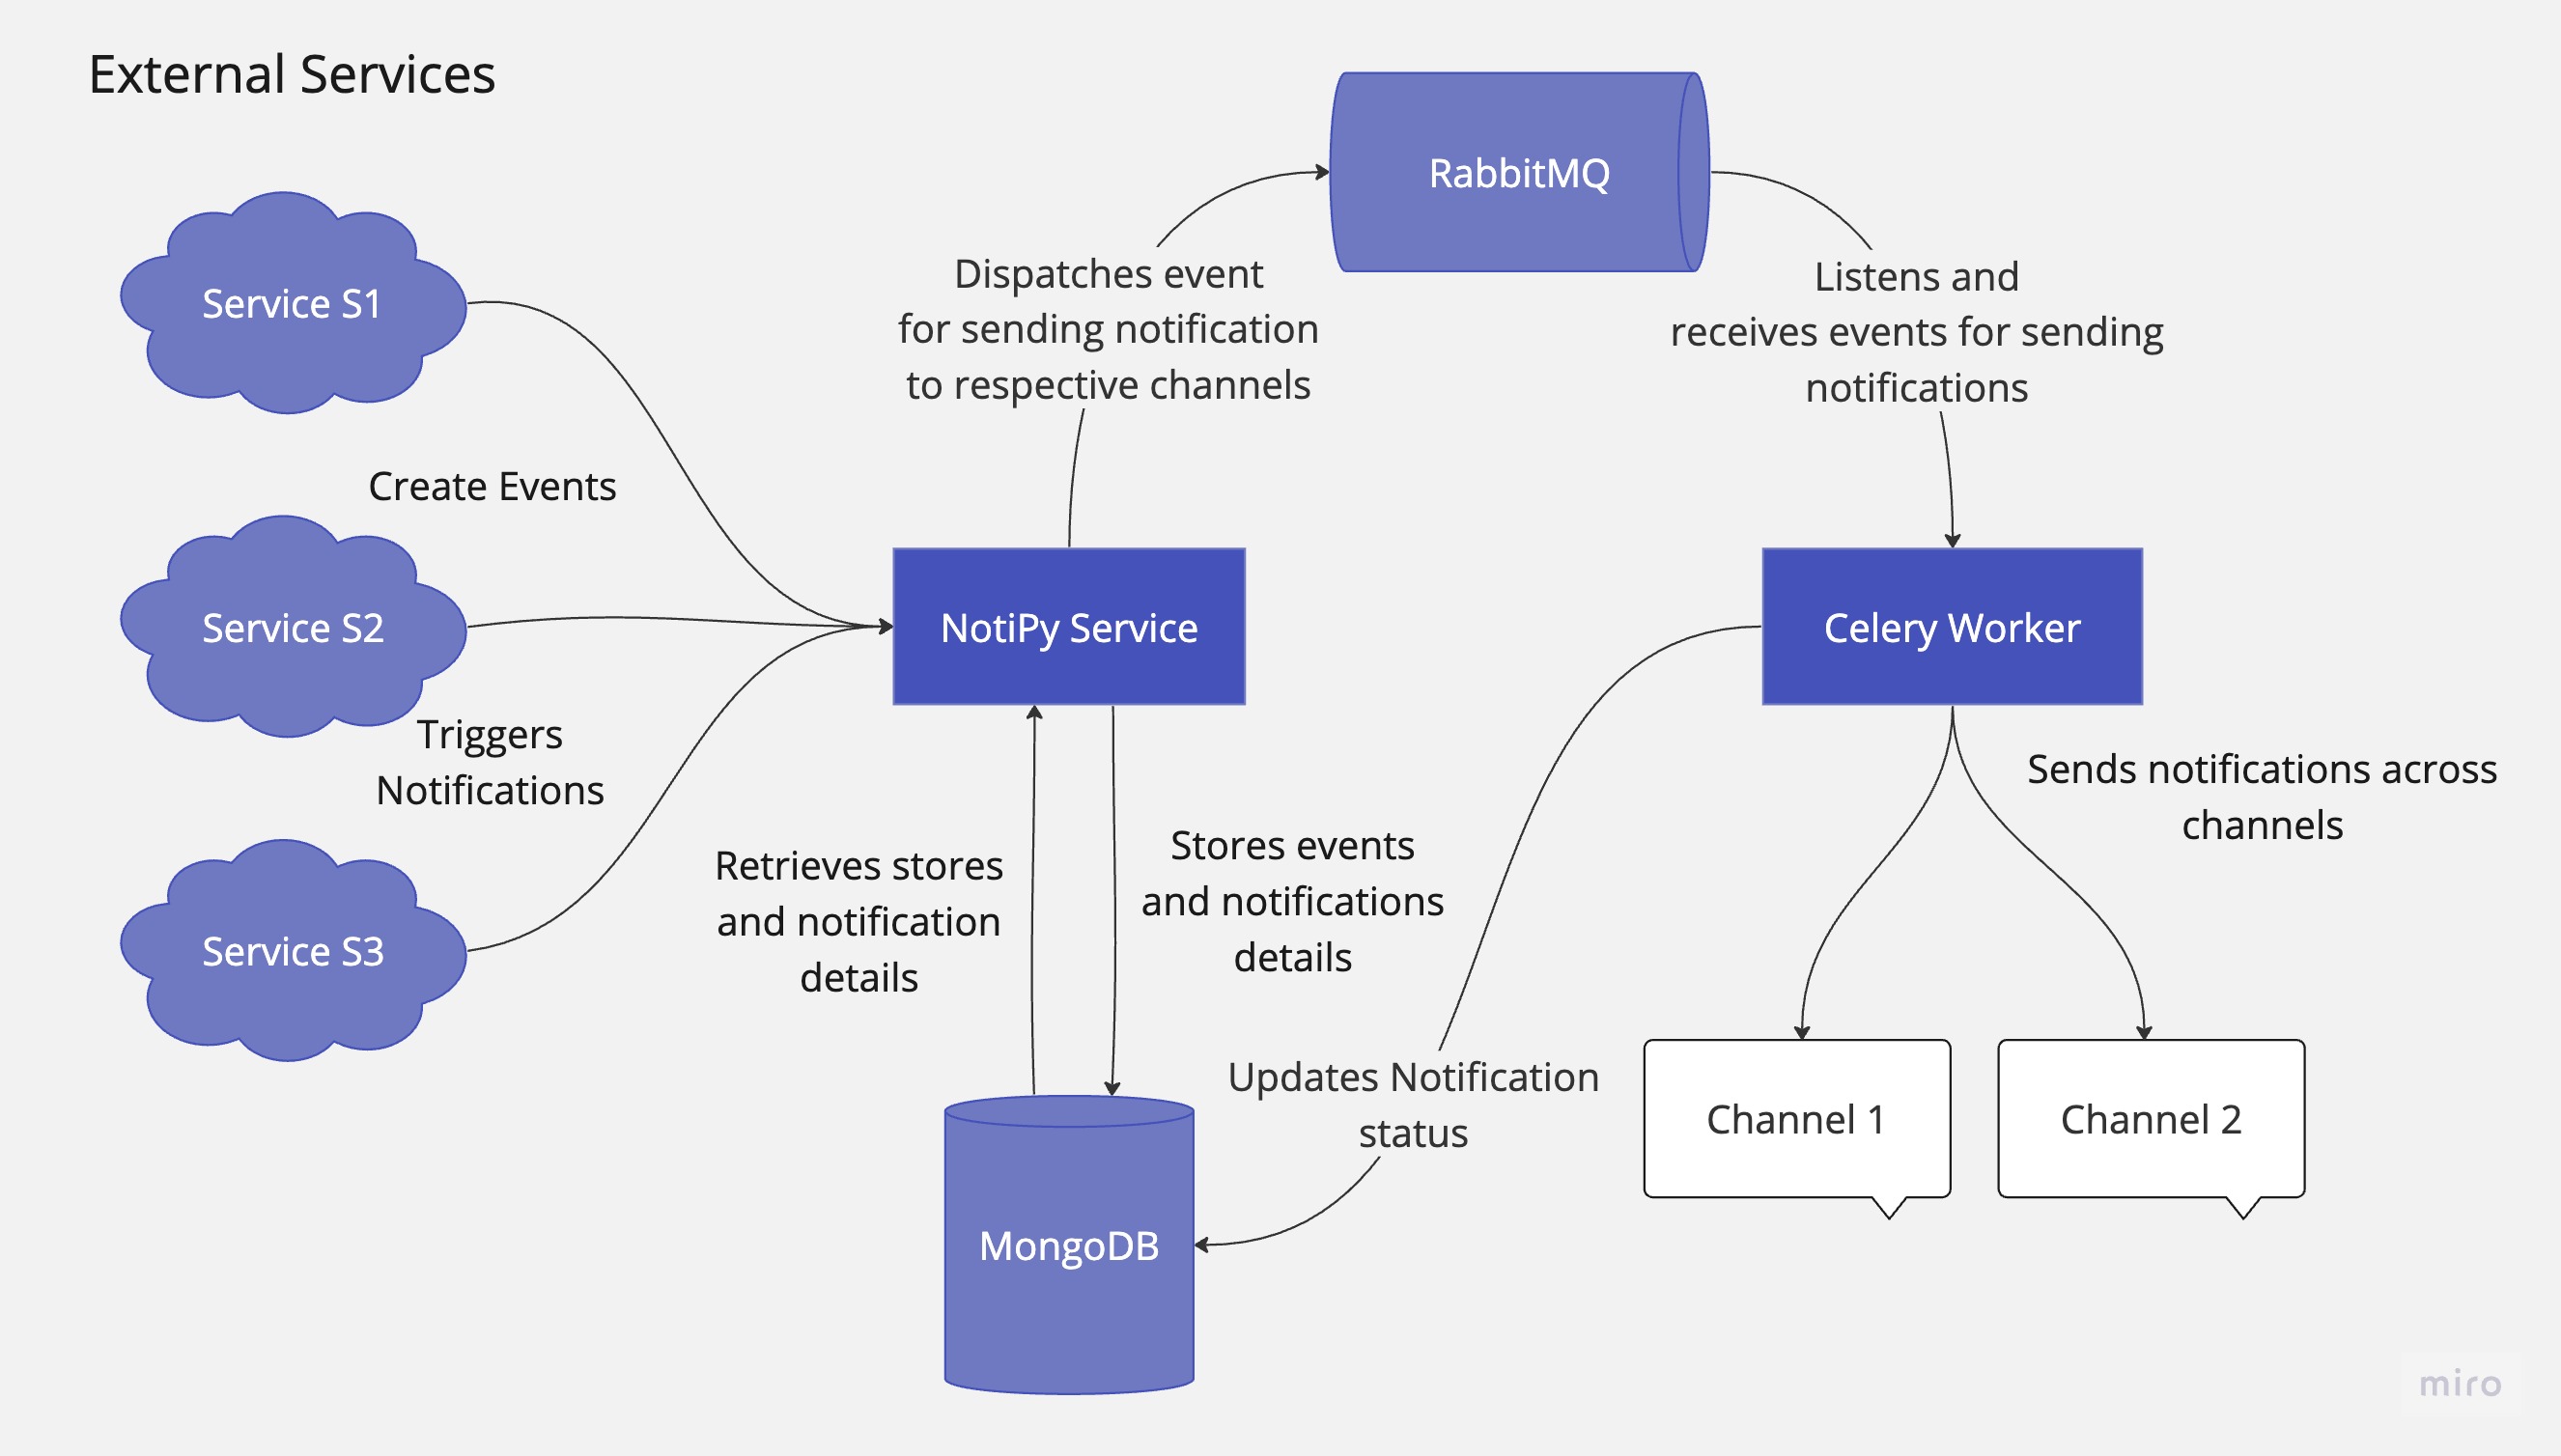 External Services
RabbitMQ
Service S1
Dispatches event
for sending notification
to respective channels
Listens and
receives events for sending
notifications
Create Events
Service S2
NotiPy Service
Celery Worker
Triggers
Notifications
Sends notifications across
channels
Retrieves stores
and notification
details
Stores events
and notifications
details
Service S3
Updates Notification
status
Channel 1
Channel 2
MongoDB
miro